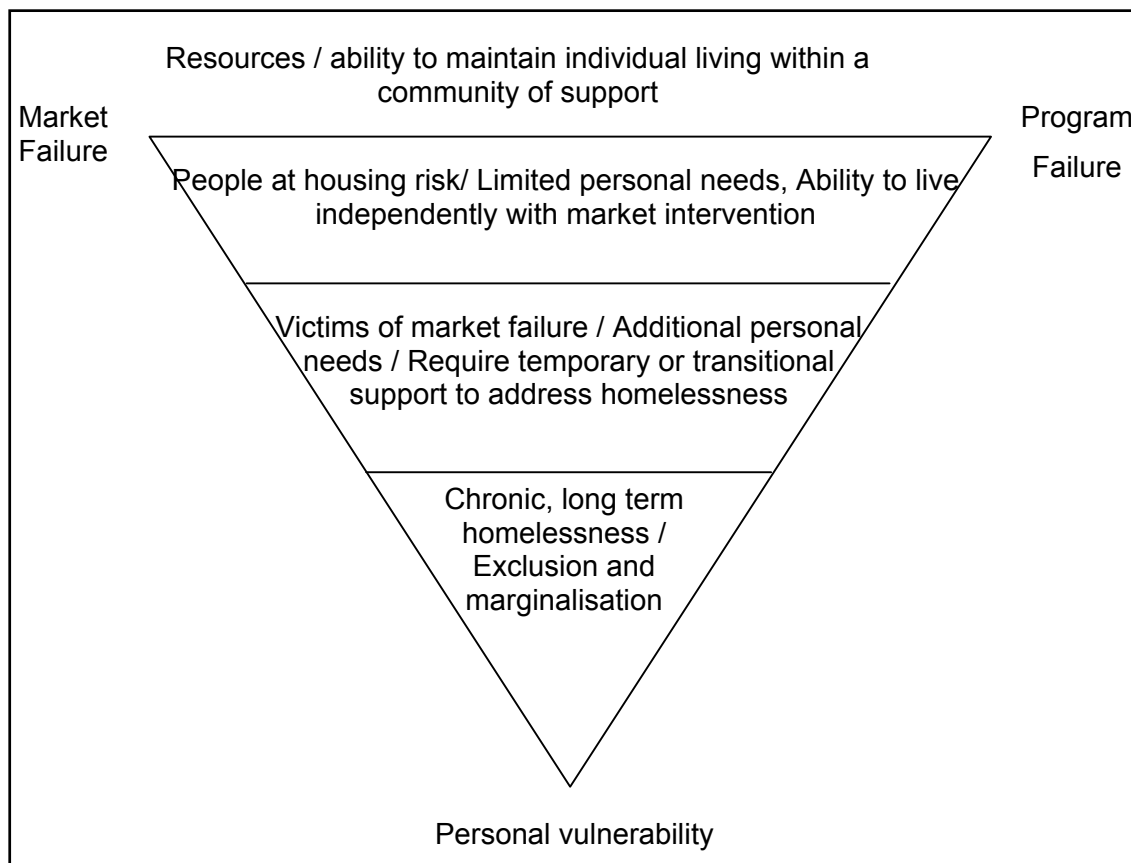 Resources / ability to maintain individual living within a
community of support
Market
Failure
Program
Failure
People at housing risk/ Limited personal needs, Ability to live
independently with market intervention
Victims of market failure / Additional personal
needs / Require temporary or transitional
support to address homelessness
Chronic, long term
homelessness /
Exclusion and
marginalisation
Personal vulnerability